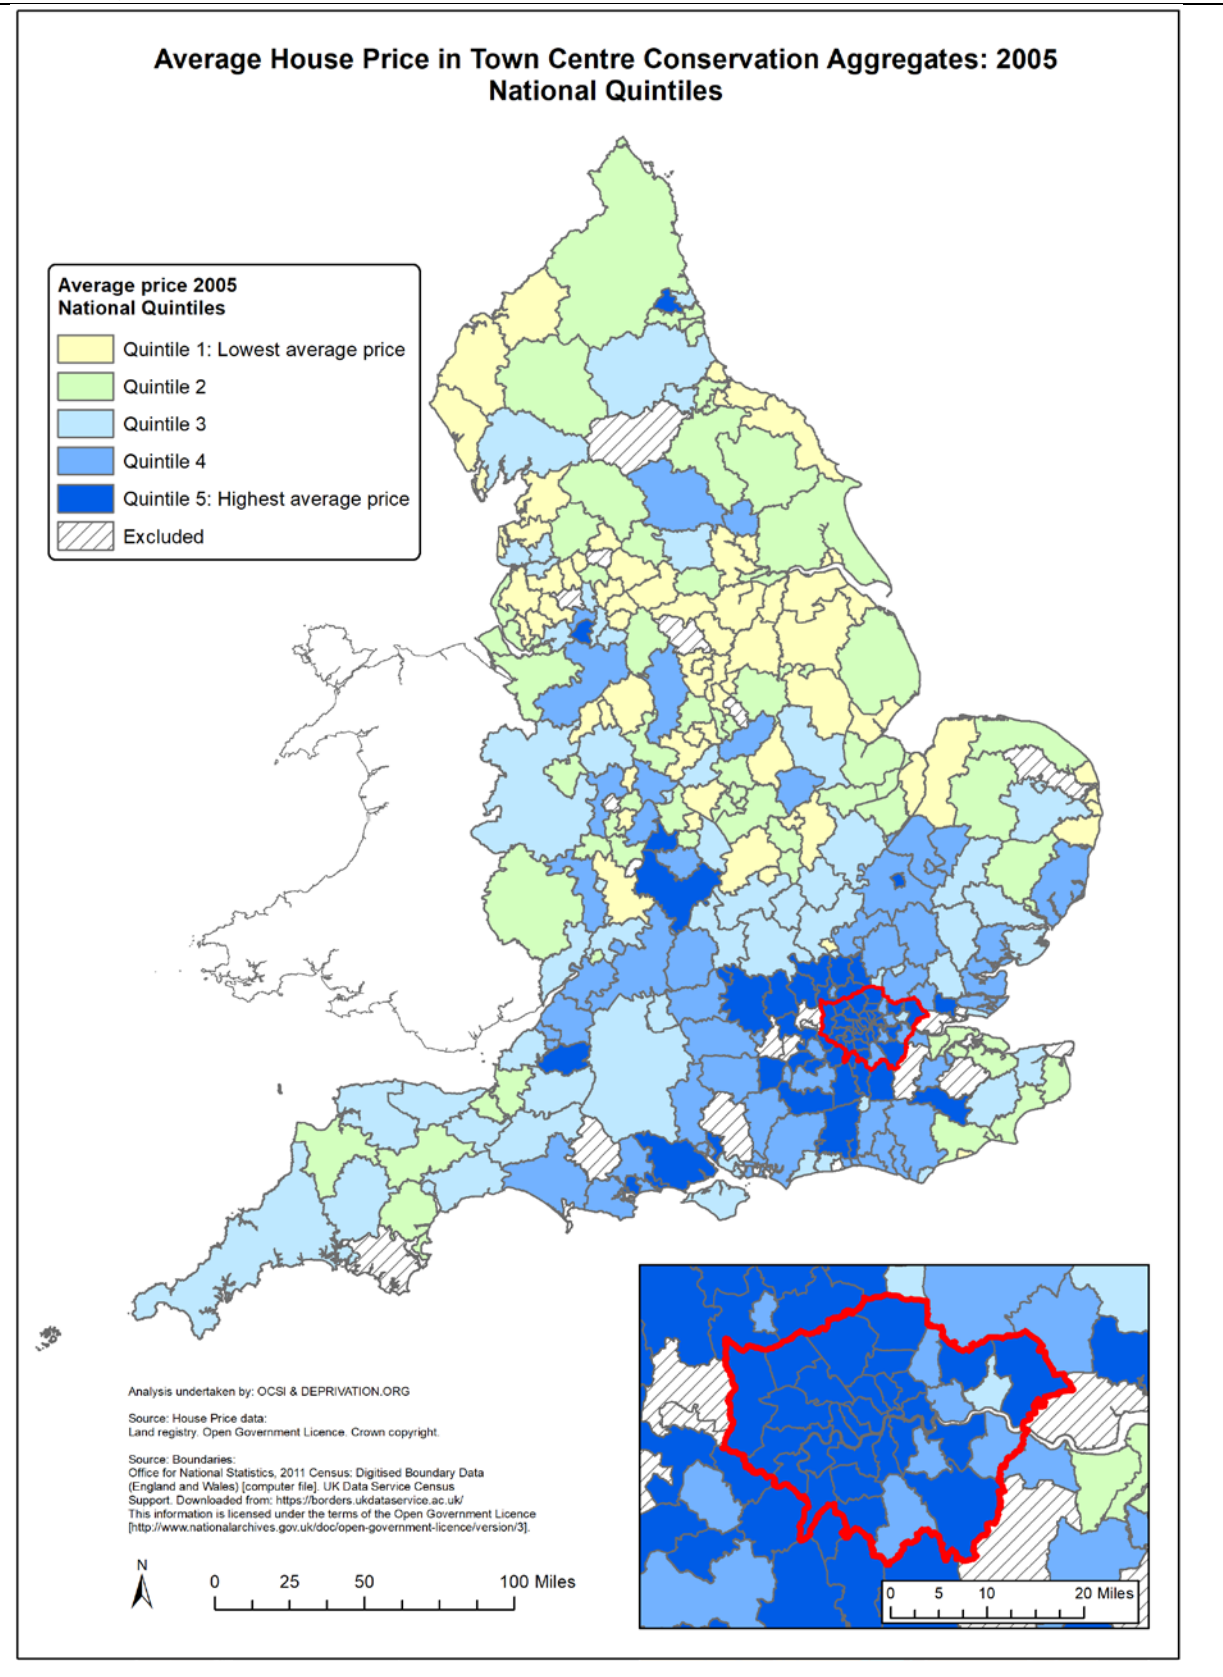 Average House Price in Town Centre Conservation Aggregates: 2005
National Quintiles
Average price 2005
National Quintiles
Quintile 1: Lowest average price
Quintile 2
Quintile 3
Quintile 4
Quintile 5: Highest average price
Excluded
Analysis undertaken by: OCSI & DEPRIVATION.ORG
Source: House Price data:
Land registry. Open Government Licence. Crown copyright.
Source: Boundaries:
Office for National Statistics, 2011 Census: Digitised Boundary Data
(England and Wales) [computer file]. UK Data Service Census
Support. Downloaded from: https://borders.ukdataservice.ac.uk/
This information is licensed under the terms of the Open Government Licence
[http://www.nationalarchives.gov.uk/doc/open-government-licence/version/3].
N
0 25 50 100 Miles
0 5 10 20 Miles